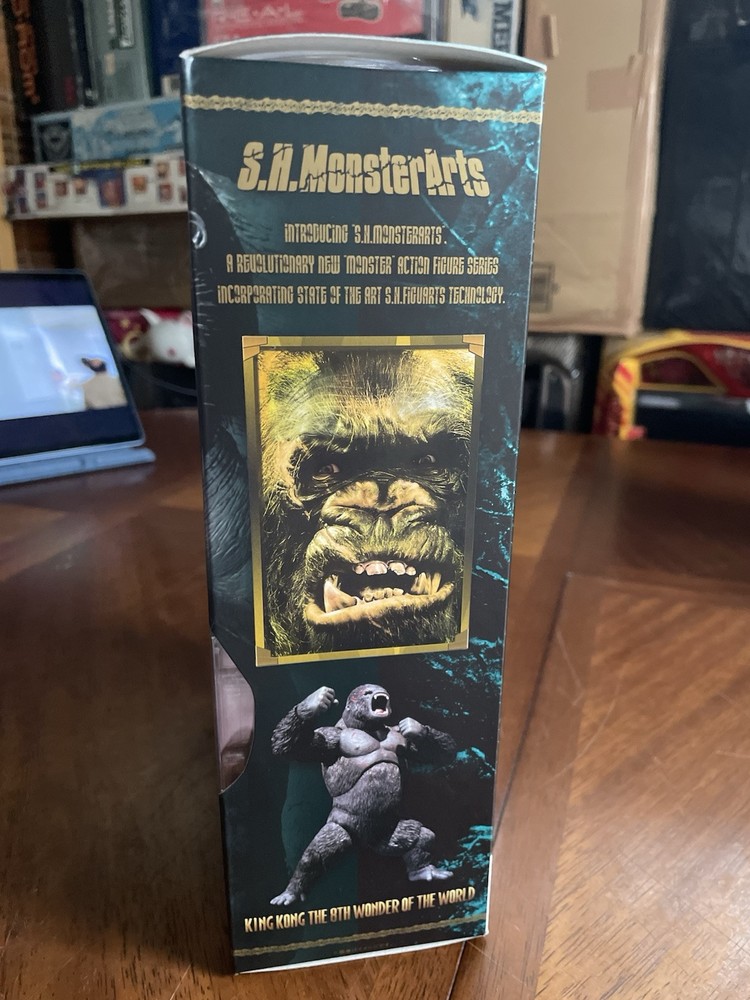 S.H.MonsterArts
INTRODUCING "S.H.MONSTERARTS".
A REVOLUTIONARY NEW "MONSTER" ACTION FIGURE SERIES
INCORPORATING STATE OF THE ART S.H.FIGUARTS TECHNOLOGY.
KING KONG THE 8TH WONDER OF THE WORLD